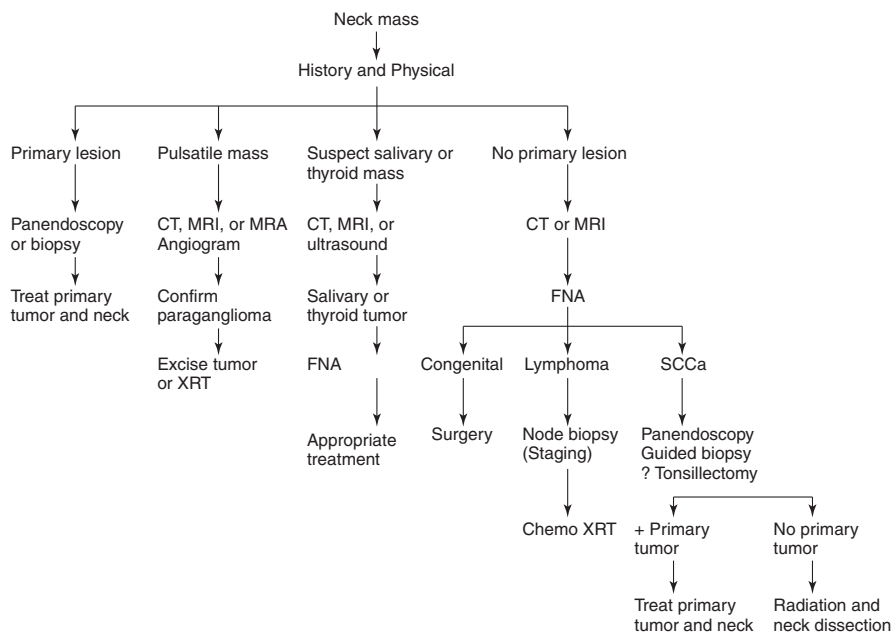 Neck mass
History and Physical
Primary lesion
Pulsatile mass
Suspect salivary or
thyroid mass
No primary lesion
Panendoscopy
or biopsy
CT, MRI, or MRA
Angiogram
CT, MRI, or
ultrasound
CT or MRI
Treat primary
tumor and neck
Confirm
paraganglioma
Salivary or
thyroid tumor
FNA
Excise tumor
or XRT
FNA
Congenital
Lymphoma
SCCa
Appropriate
treatment
Surgery
Node biopsy
(Staging)
Panendoscopy
Guided biopsy
? Tonsillectomy
Chemo XRT
+ Primary
tumor
No primary
tumor
Treat primary
tumor and neck
Radiation and
neck dissection